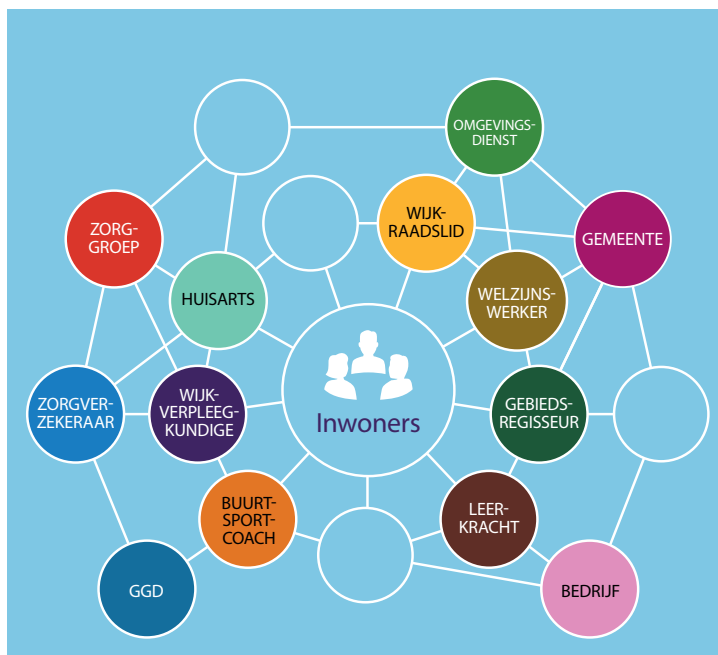 OMGEVINGS-
DIENST
WIJK-
RAADSLID
ZORG-
GROEP
GEMEENTE
HUISARTS
WELZIJNS-
WERKER
ZORGVER-
ZEKERAAR
WIJK-
VERPLEEG-
KUNDIGE
Inwoners
GEBIEDS-
REGISSEUR
BUURT-
SPORT-
COACH
LEER-
KRACHT
GGD
BEDRIJF